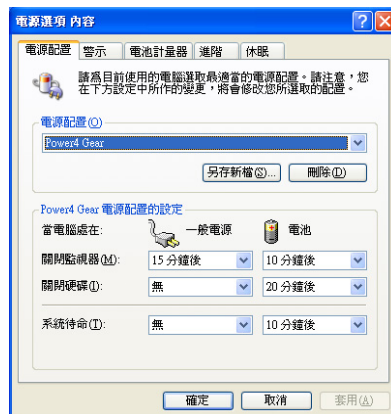 電源選項 內容
電源配置 警示 電池計量器 進階 休眠
請爲目前使用的電腦選取最適當的電源配置。請注意，您
在下方設定中所作的變更，將會修改您所選取的配置。
電源配置(O)
Power4 Gear
另存新檔(S)... 刪除(D)
Power4 Gear 電源配置的設定
當電腦處在: 一般電源 電池
關閉監視器(M): 15 分鐘後 10 分鐘後
關閉硬碟(I): 無 20 分鐘後
系統待命(T): 無 10 分鐘後
確定 取消 套用(A)